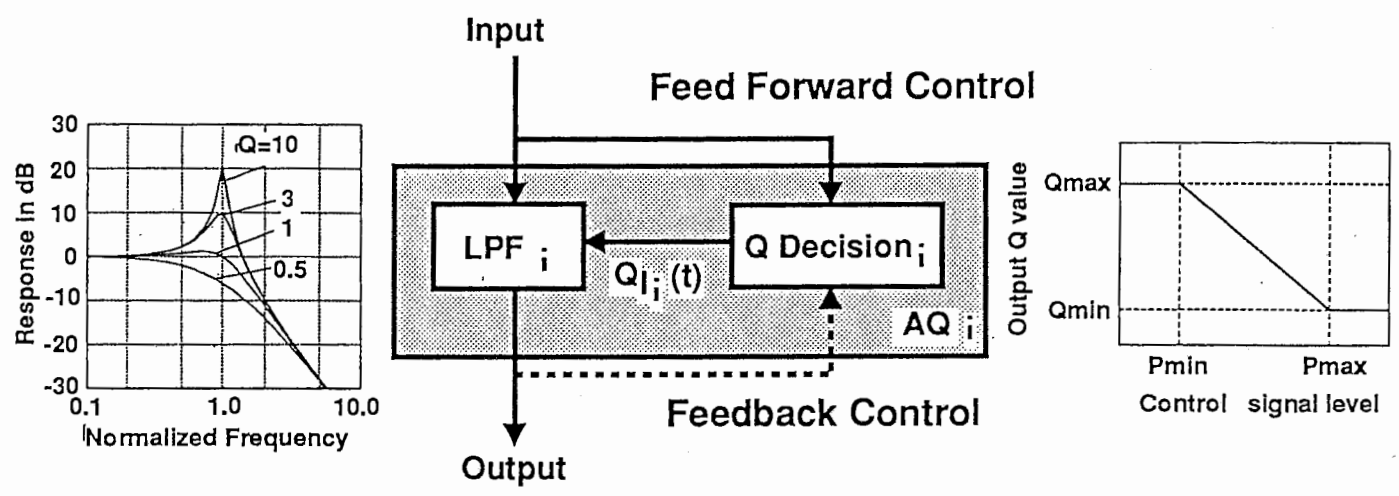 Input
Feed Forward Control
30
20
10
0
-10
-20
-30
Response in dB
Q=10
3
1
0.5
0.1
1.0
10.0
Normalized Frequency
LPF i
Q Decision i
Q|i (t)
AQ i
Feedback Control
Output
Output Q value
Qmax
Qmin
Pmin
Pmax
Control signal level